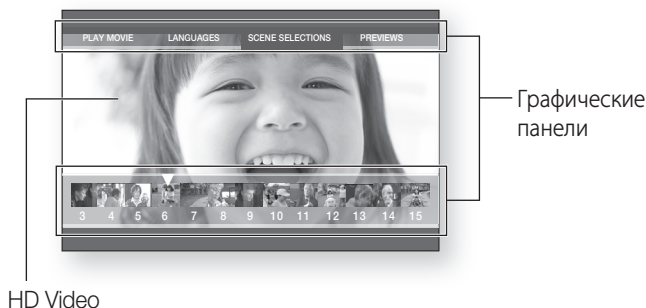 PLAY MOVIE LANGUAGES SCENE SELECTIONS PREVIEWS
Графические
панели
3 4 5 6 7 8 9 10 11 12 13 14 15
HD Video